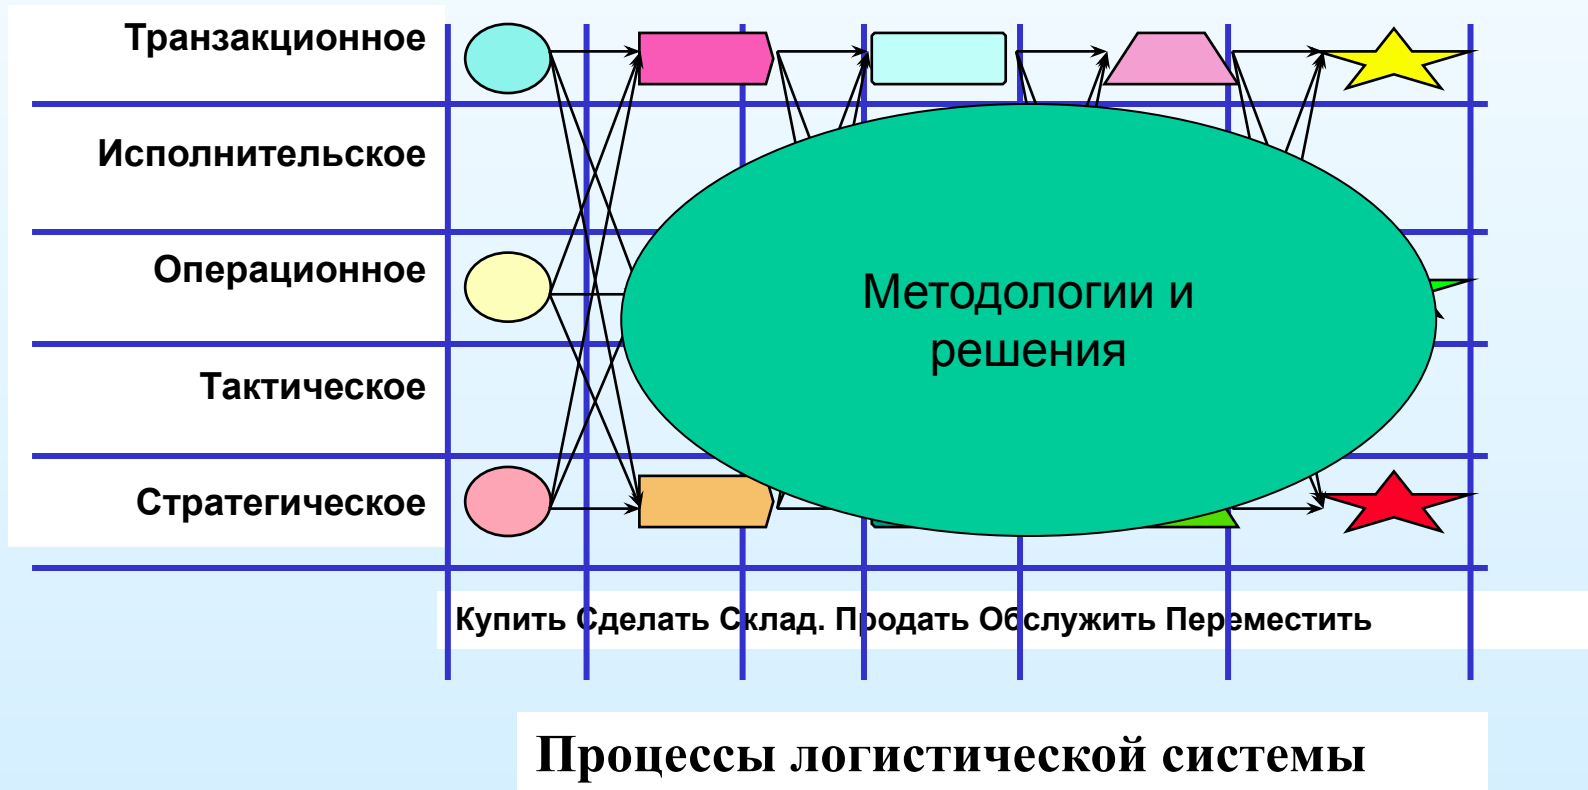 Транзакционное
Исполнительское
Операционное
Тактическое
Стратегическое
Методологии и
решения
Купить Сделать Склад. Продать Обслужить Переместить
Процессы логистической системы